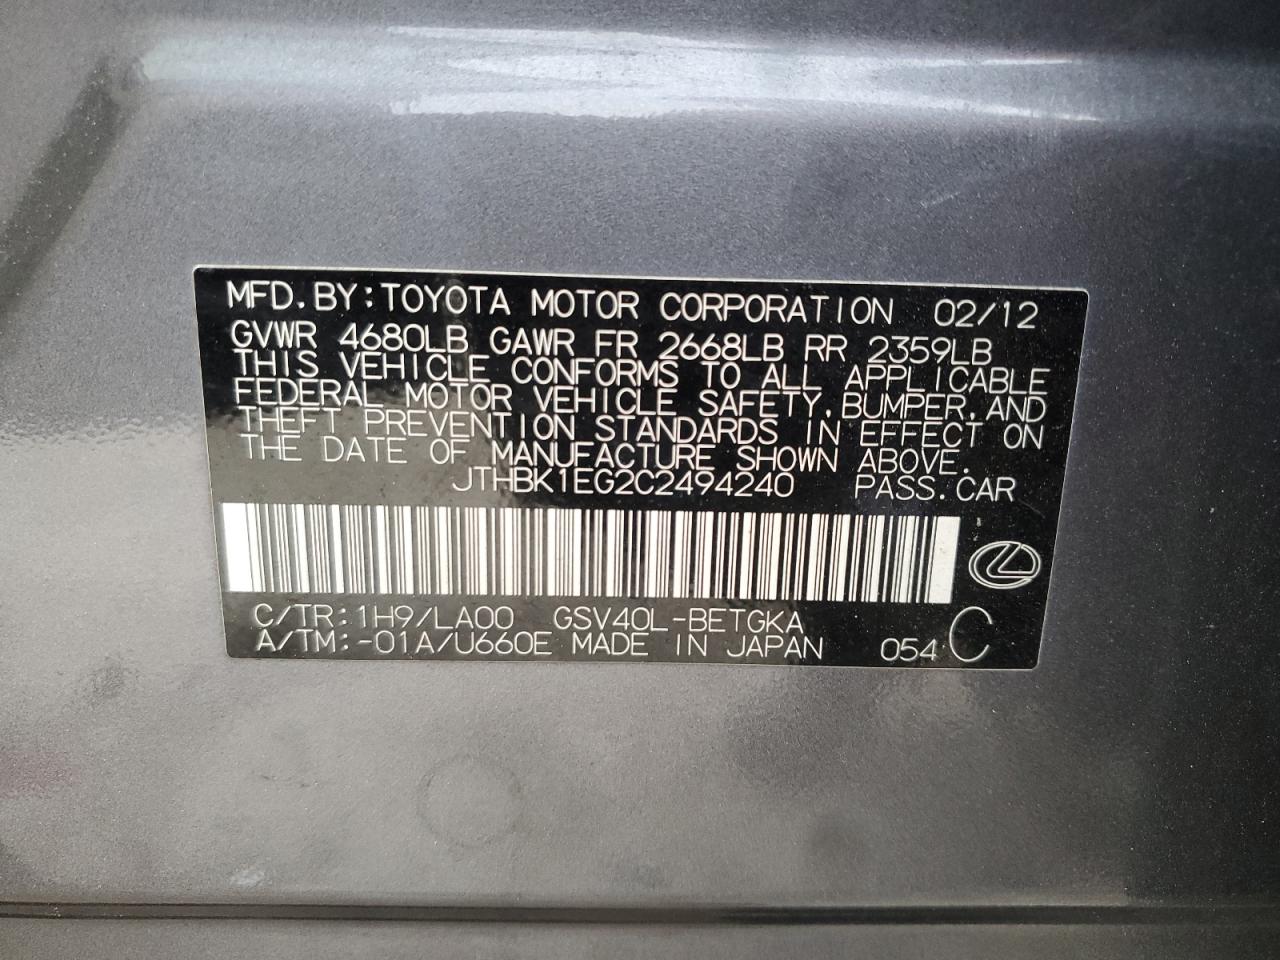 MFD.BY:TOYOTA MOTOR CORPORATION 02/12
GVWR 4680LB GAWR FR 2668LB RR 2359LB
THIS VEHICLE CONFORMS TO ALL APPLICABLE
FEDERAL MOTOR VEHICLE SAFETY,BUMPER,AND
THEFT PREVENTION STANDARDS IN EFFECT ON
THE DATE OF MANUFACTURE SHOWN ABOVE.
JTHBK1EG2C2494240 PASS.CAR
C/TR:1H9/LA00 GSV40L-BETGKA
A/TM:-01A/U660E MADE IN JAPAN 054 C